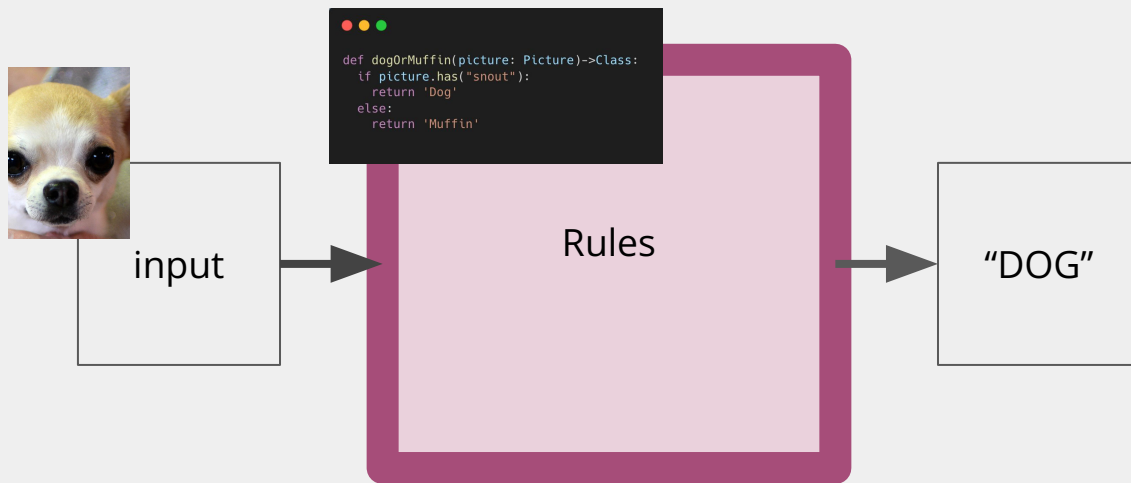 def dogOrMuffin(picture: Picture)->Class:
  if picture.has("snout"):
    return 'Dog'
  else:
    return 'Muffin'
input
Rules
“DOG”